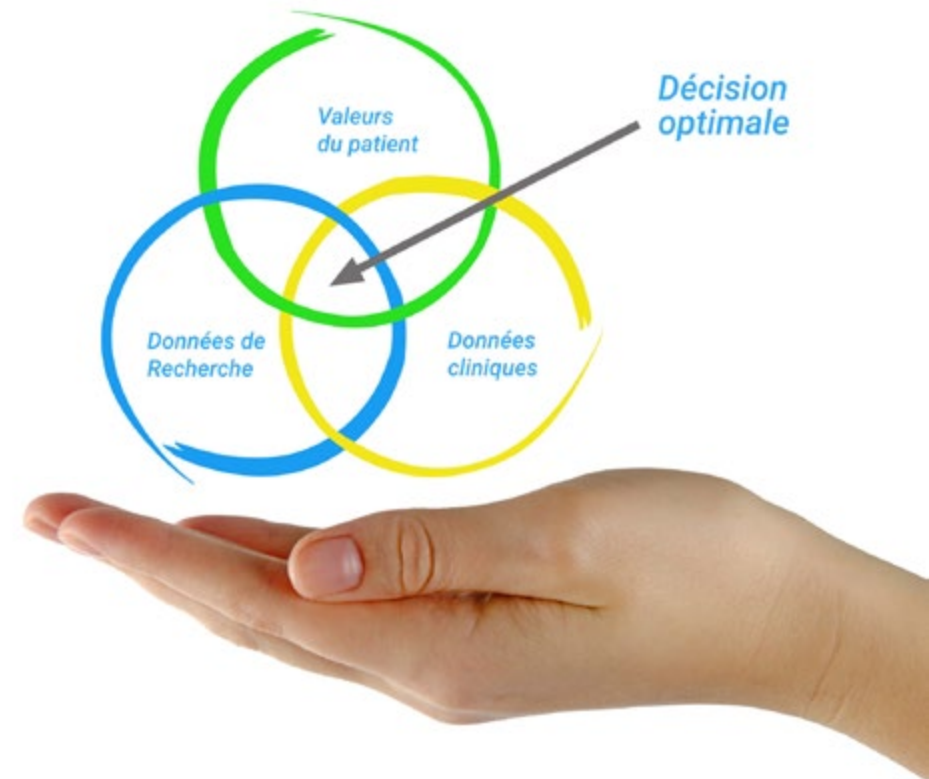 Valeurs
du patient
Décision
optimale
Données de
Recherche
Données
cliniques